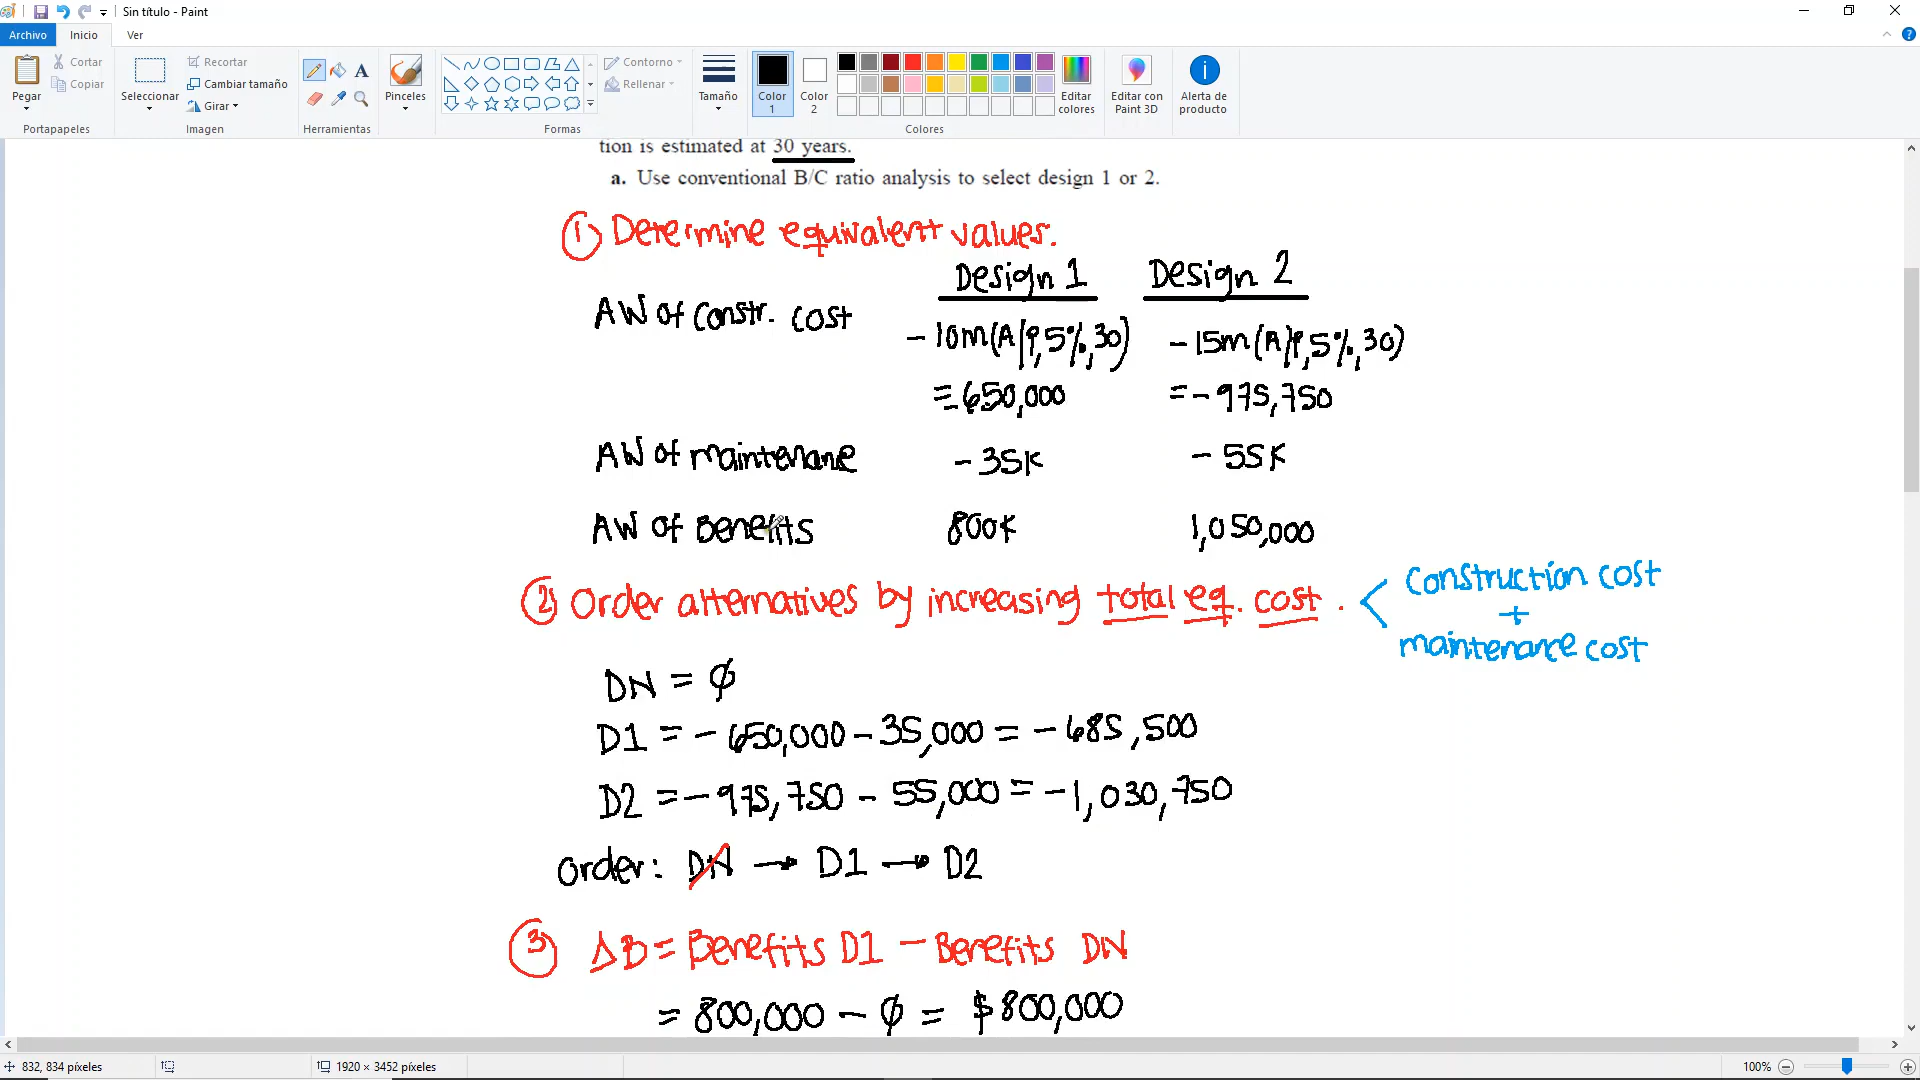 Sin título - Paint
Archivo Inicio Ver
Pegar Cortar Copiar Portapapeles
Seleccionar Recortar Cambiar tamaño Girar Imagen
Herramientas
Pinceles
Contorno Rellenar Formas
Tamaño
Color 1 Color 2 Editar colores Colores
Editar con Paint 3D
Alerta de producto
tion is estimated at 30 years.
a. Use conventional B/C ratio analysis to select design 1 or 2.
① Determine equivalent values.
Design 1 Design 2
AW of constr. cost -10m(A/P,5%,30) -15m(A/P,5%,30)
= -650,000 = -975,750
AW of maintenane -35K -55K
AW of Benefits 800K 1,050,000
② Order alternatives by increasing total eq. cost. < construction cost
+
maintenance cost
DN = ∅
D1 = -650,000 - 35,000 = -685,500
D2 = -975,750 - 55,000 = -1,030,750
order: DN → D1 → D2
③ ΔB = Benefits D1 - Benefits DN
= 800,000 - ∅ = $800,000
832, 834 píxeles 1920 × 3452 píxeles 100%